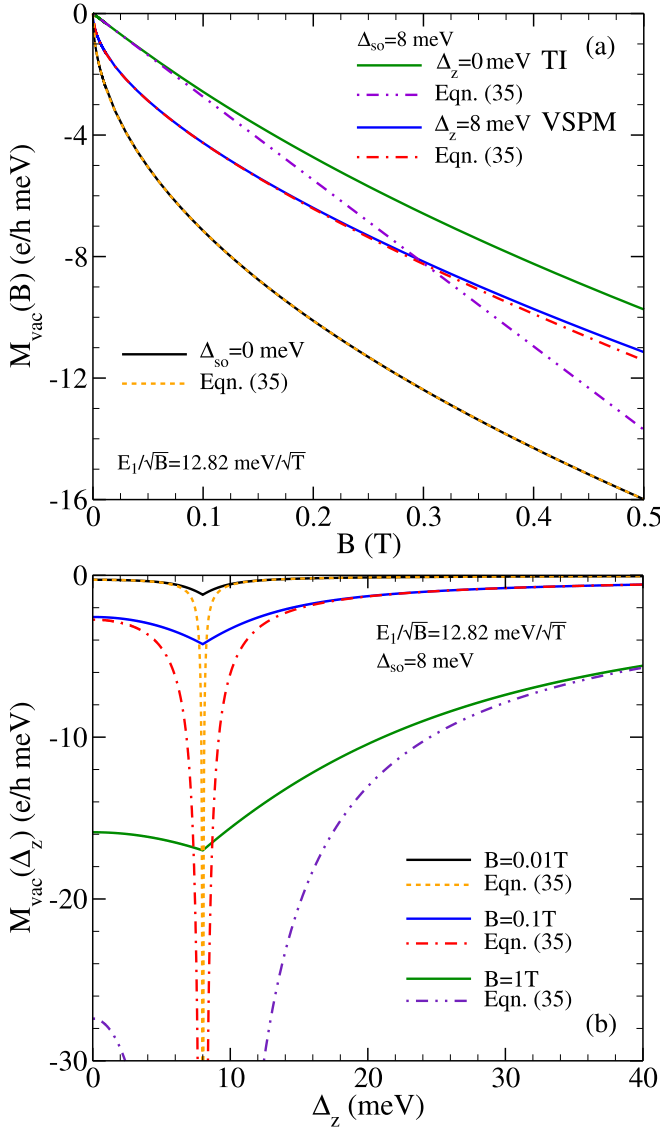 0
-4
-8
-12
-16
M_vac(B) (e/h meV)
Δ_so=8 meV
(a)
Δ_z=0 meV TI
Eqn. (35)
Δ_z=8 meV VSPM
Eqn. (35)
Δ_so=0 meV
Eqn. (35)
E_1/√B=12.82 meV/√T
0 0.1 0.2 0.3 0.4 0.5
B (T)
0
-10
-20
-30
M_vac(Δ_z) (e/h meV)
E_1/√B=12.82 meV/√T
Δ_so=8 meV
B=0.01T
Eqn. (35)
B=0.1T
Eqn. (35)
B=1T
Eqn. (35)
(b)
0 10 20 30 40
Δ_z (meV)